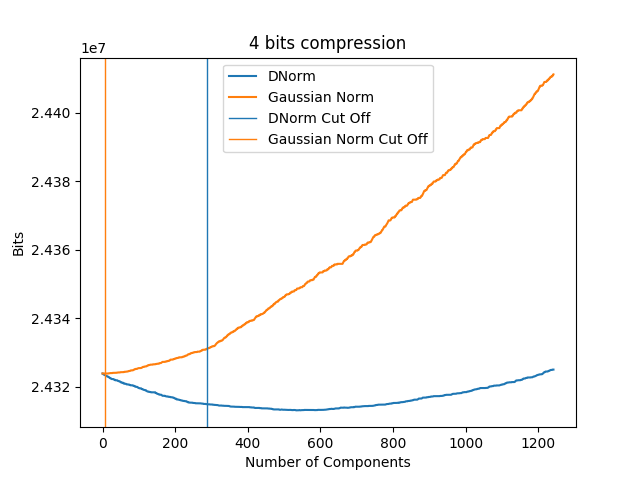 4 bits compression
1e7
DNorm
Gaussian Norm
DNorm Cut Off
Gaussian Norm Cut Off
2.440
2.438
2.436
2.434
2.432
Bits
0 200 400 600 800 1000 1200
Number of Components